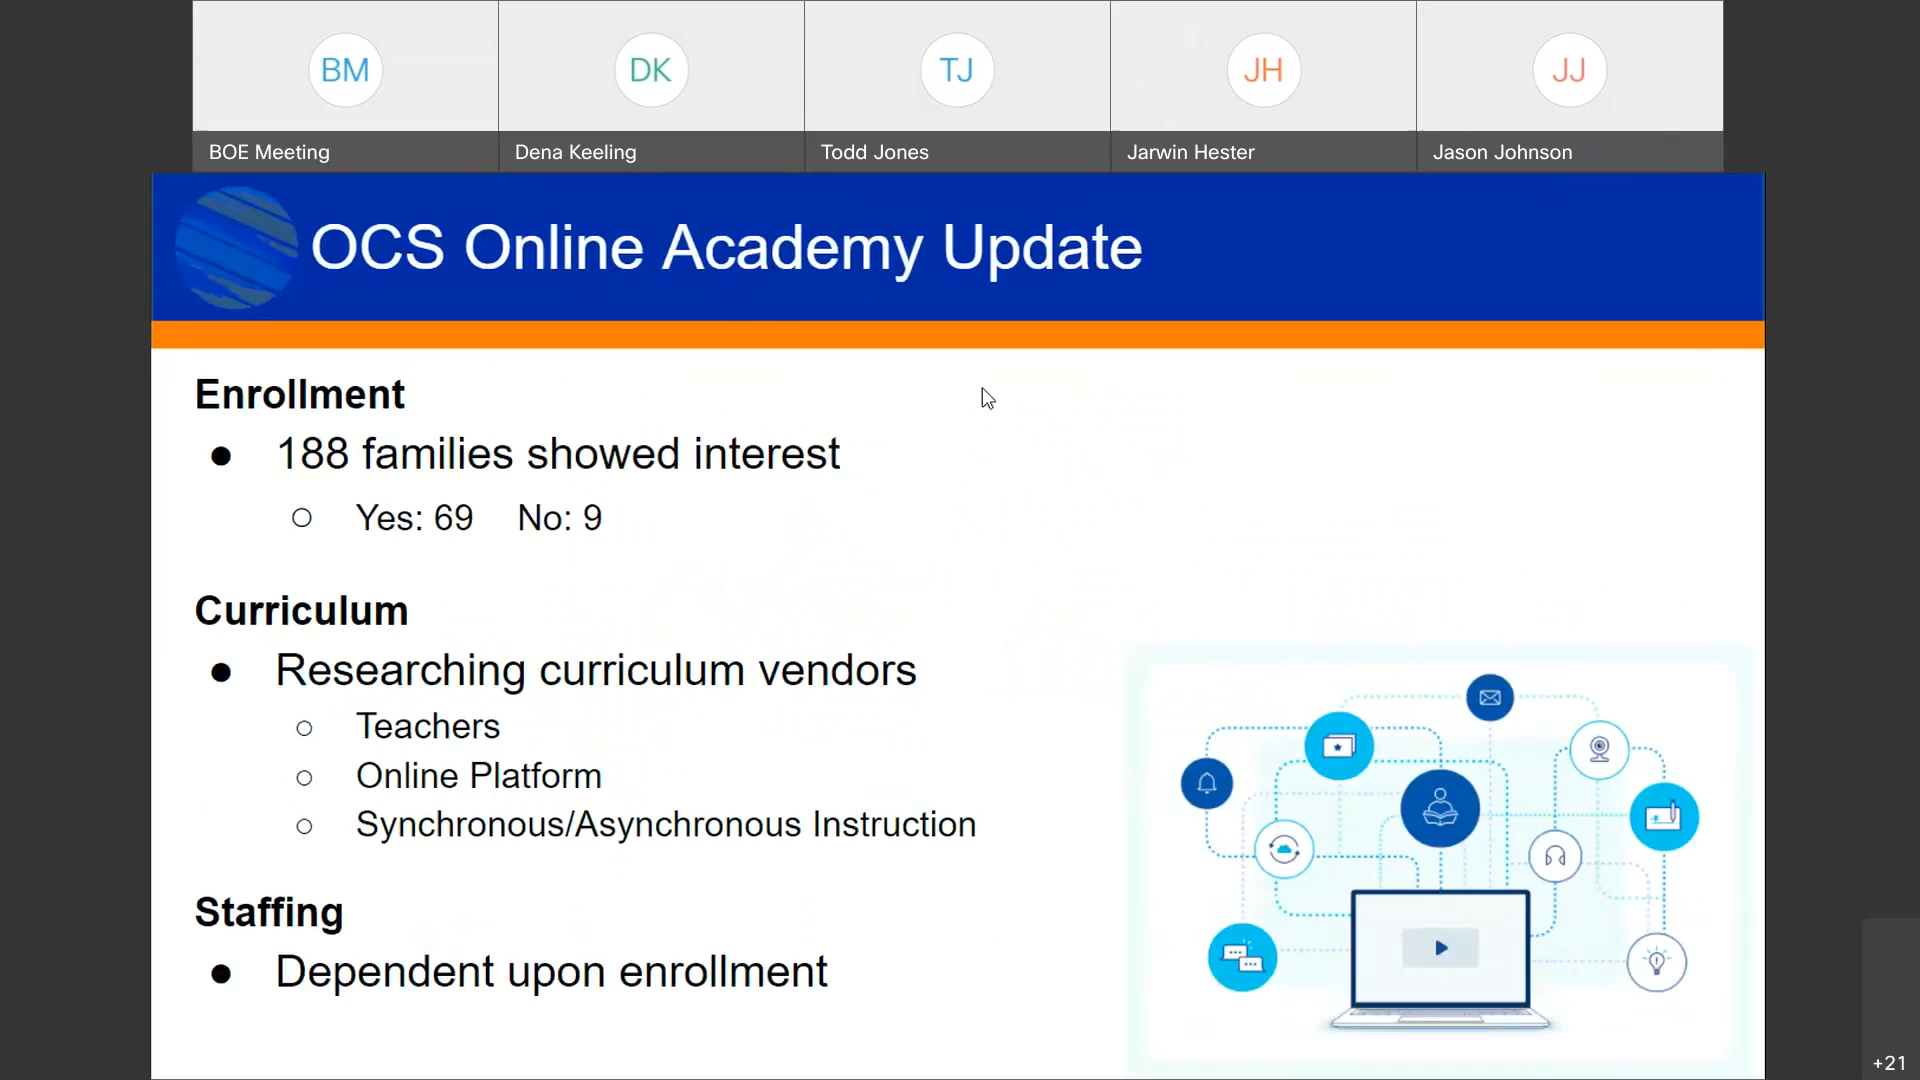 BM DK TJ JH JJ
BOE Meeting Dena Keeling Todd Jones Jarwin Hester Jason Johnson
OCS Online Academy Update
Enrollment
● 188 families showed interest
○ Yes: 69 No: 9
Curriculum
● Researching curriculum vendors
○ Teachers
○ Online Platform
○ Synchronous/Asynchronous Instruction
Staffing
● Dependent upon enrollment
+21